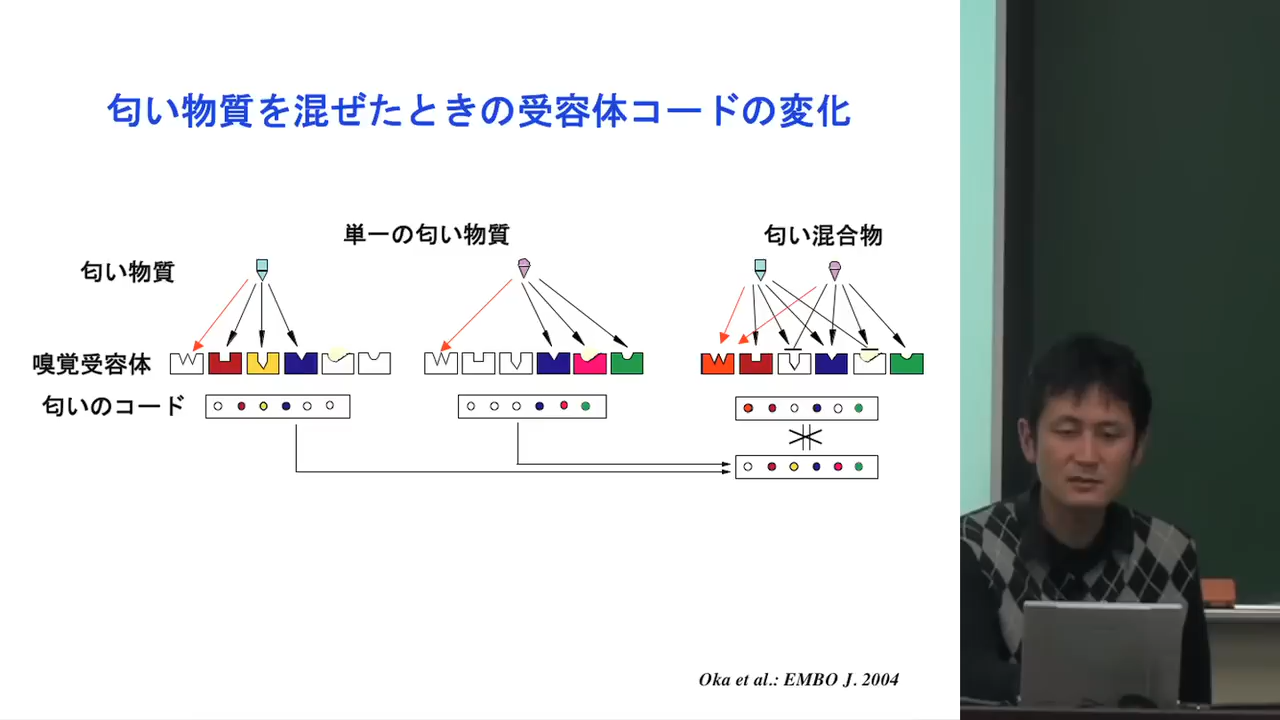 匂い物質を混ぜたときの受容体コードの変化
単一の匂い物質
匂い混合物
匂い物質
嗅覚受容体
匂いのコード
Oka et al.: EMBO J. 2004